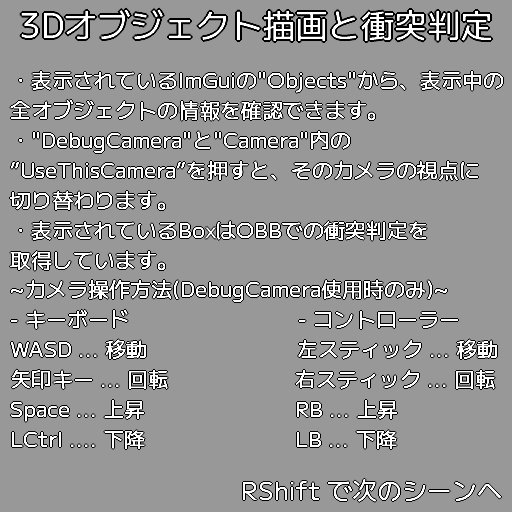 3Dオブジェクト描画と衝突判定
・表示されているImGuiの"Objects"から、表示中の
全オブジェクトの情報を確認できます。
・"DebugCamera"と"Camera"内の
”UseThisCamera”を押すと、そのカメラの視点に
切り替わります。
・表示されているBoxはOBBでの衝突判定を
取得しています。
~カメラ操作方法(DebugCamera使用時のみ)~
- キーボード - コントローラー
WASD ... 移動 左スティック ... 移動
矢印キー ... 回転 右スティック ... 回転
Space ... 上昇 RB ... 上昇
LCtrl .... 下降 LB ... 下降
RShift で次のシーンへ